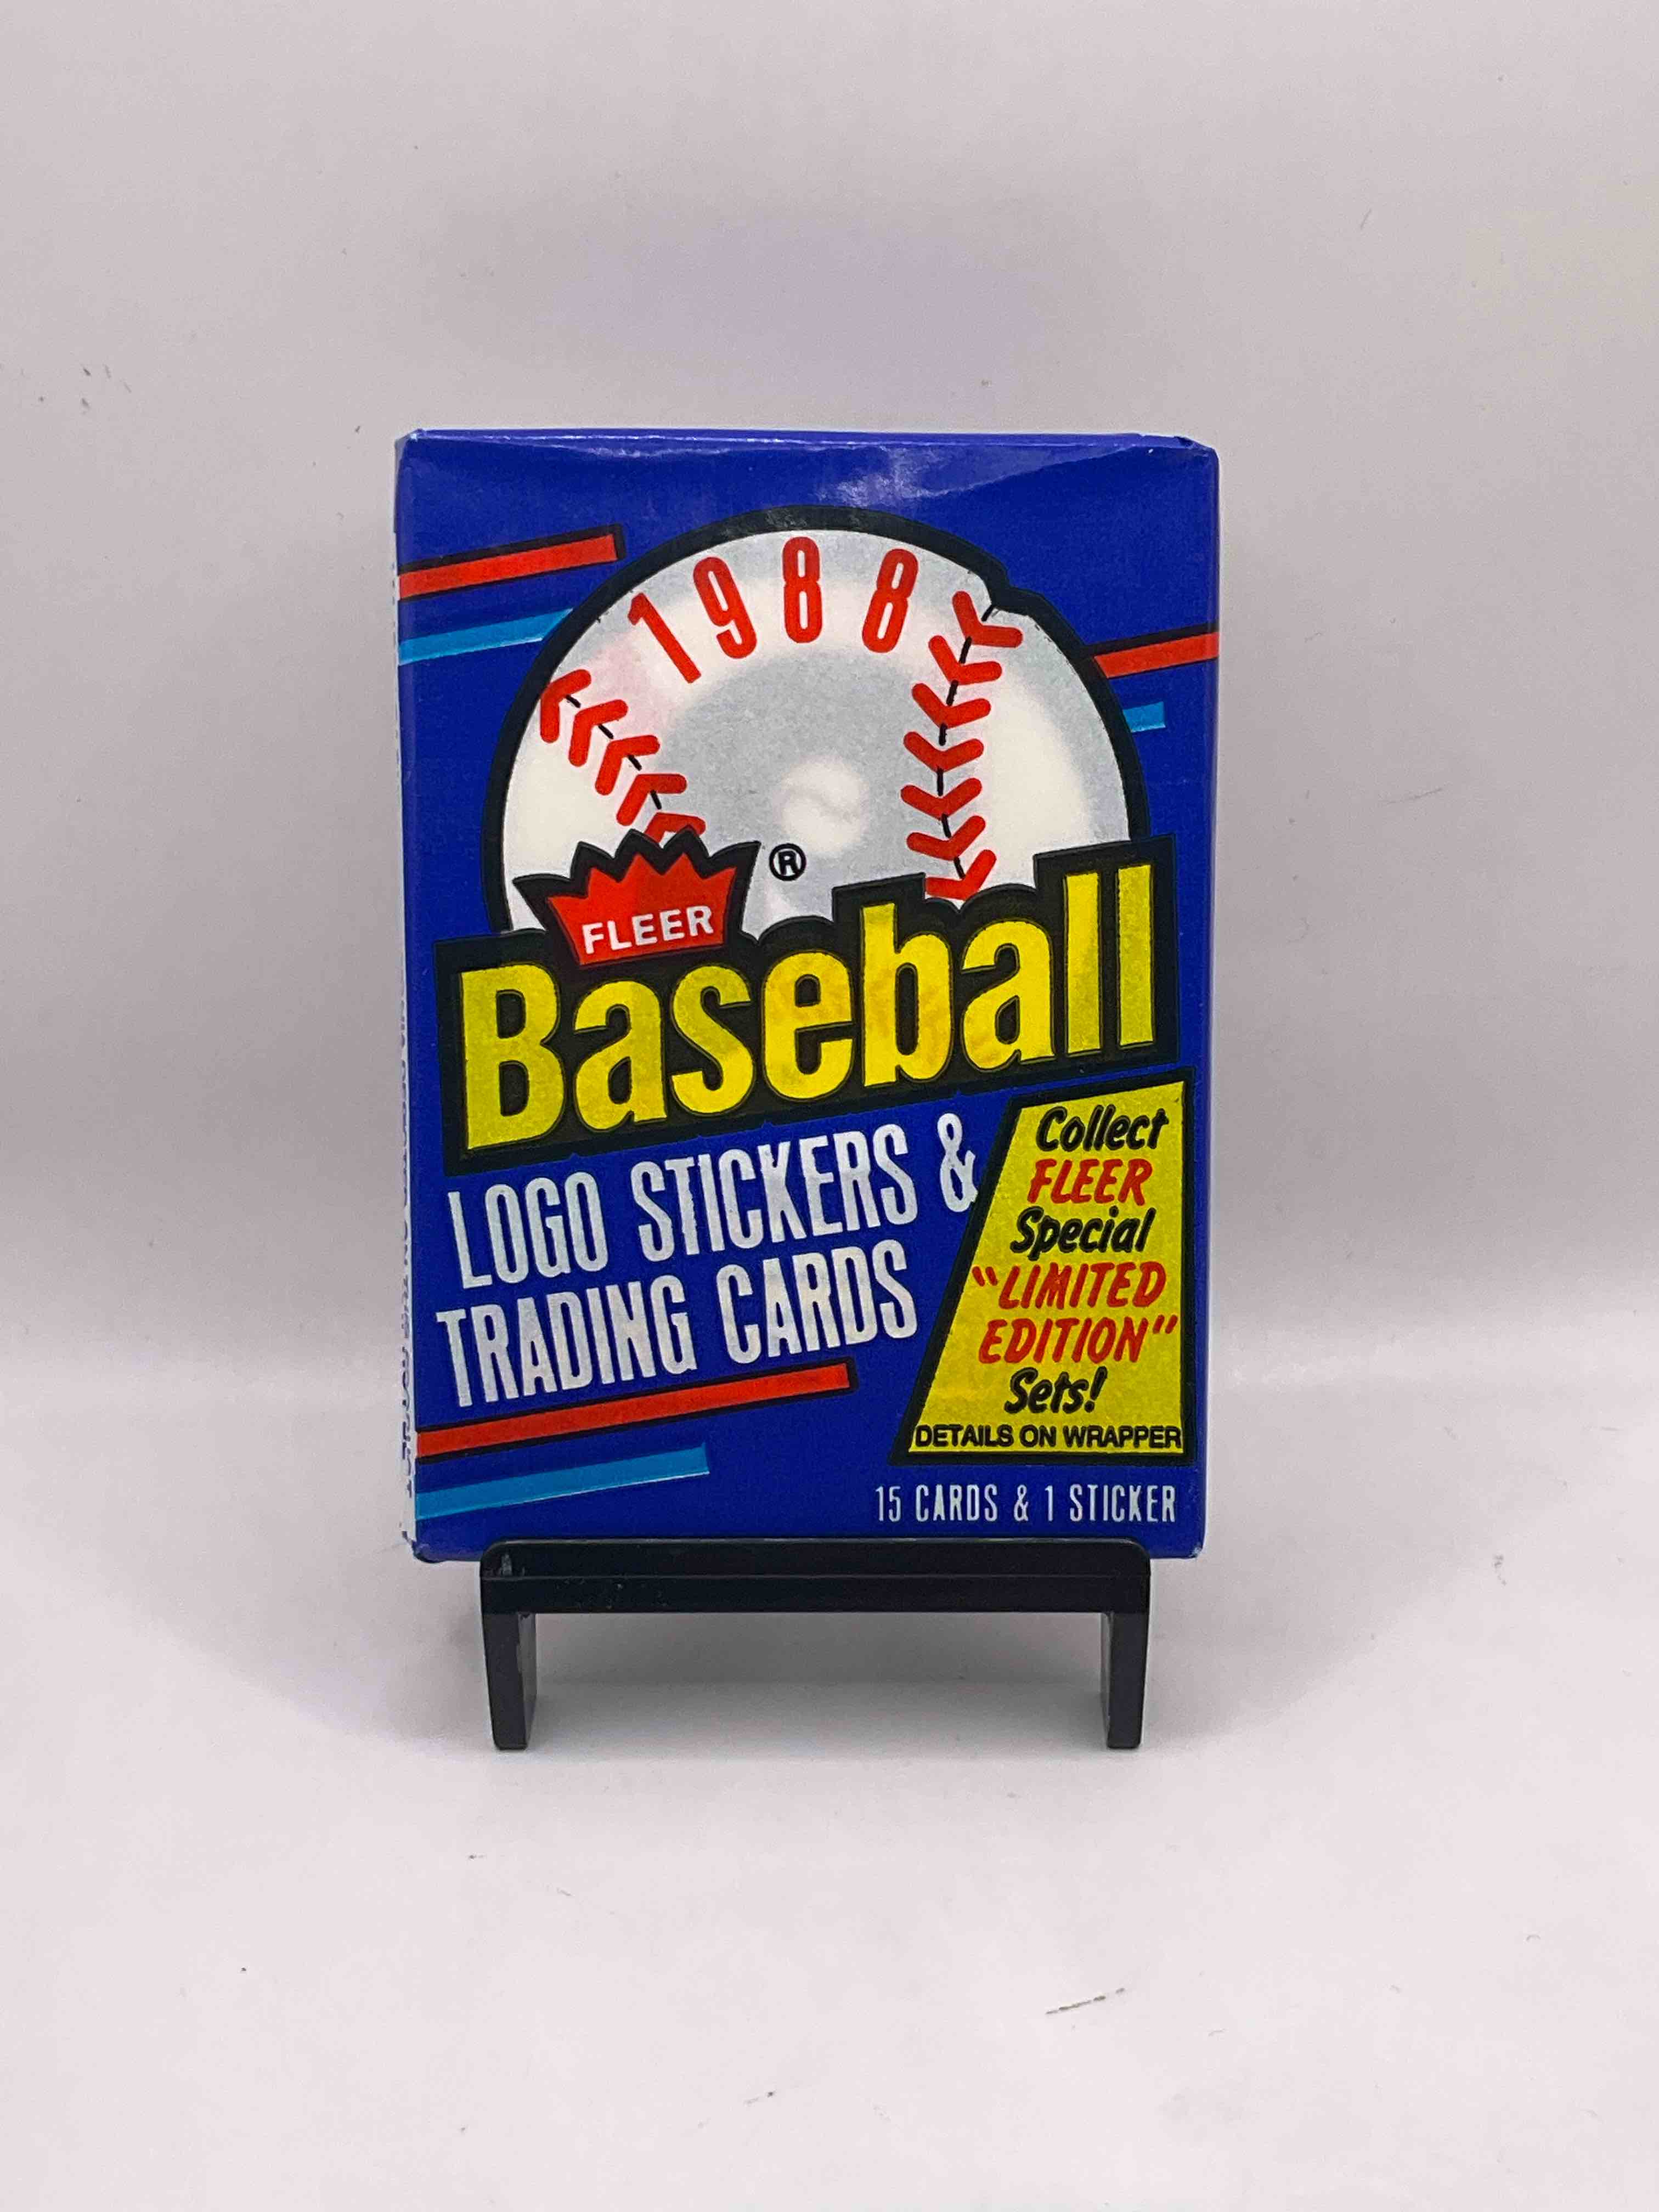 1988
FLEER ®
Baseball
LOGO STICKERS &
TRADING CARDS
Collect
FLEER
Special
"LIMITED
EDITION"
Sets!
DETAILS ON WRAPPER
15 CARDS & 1 STICKER